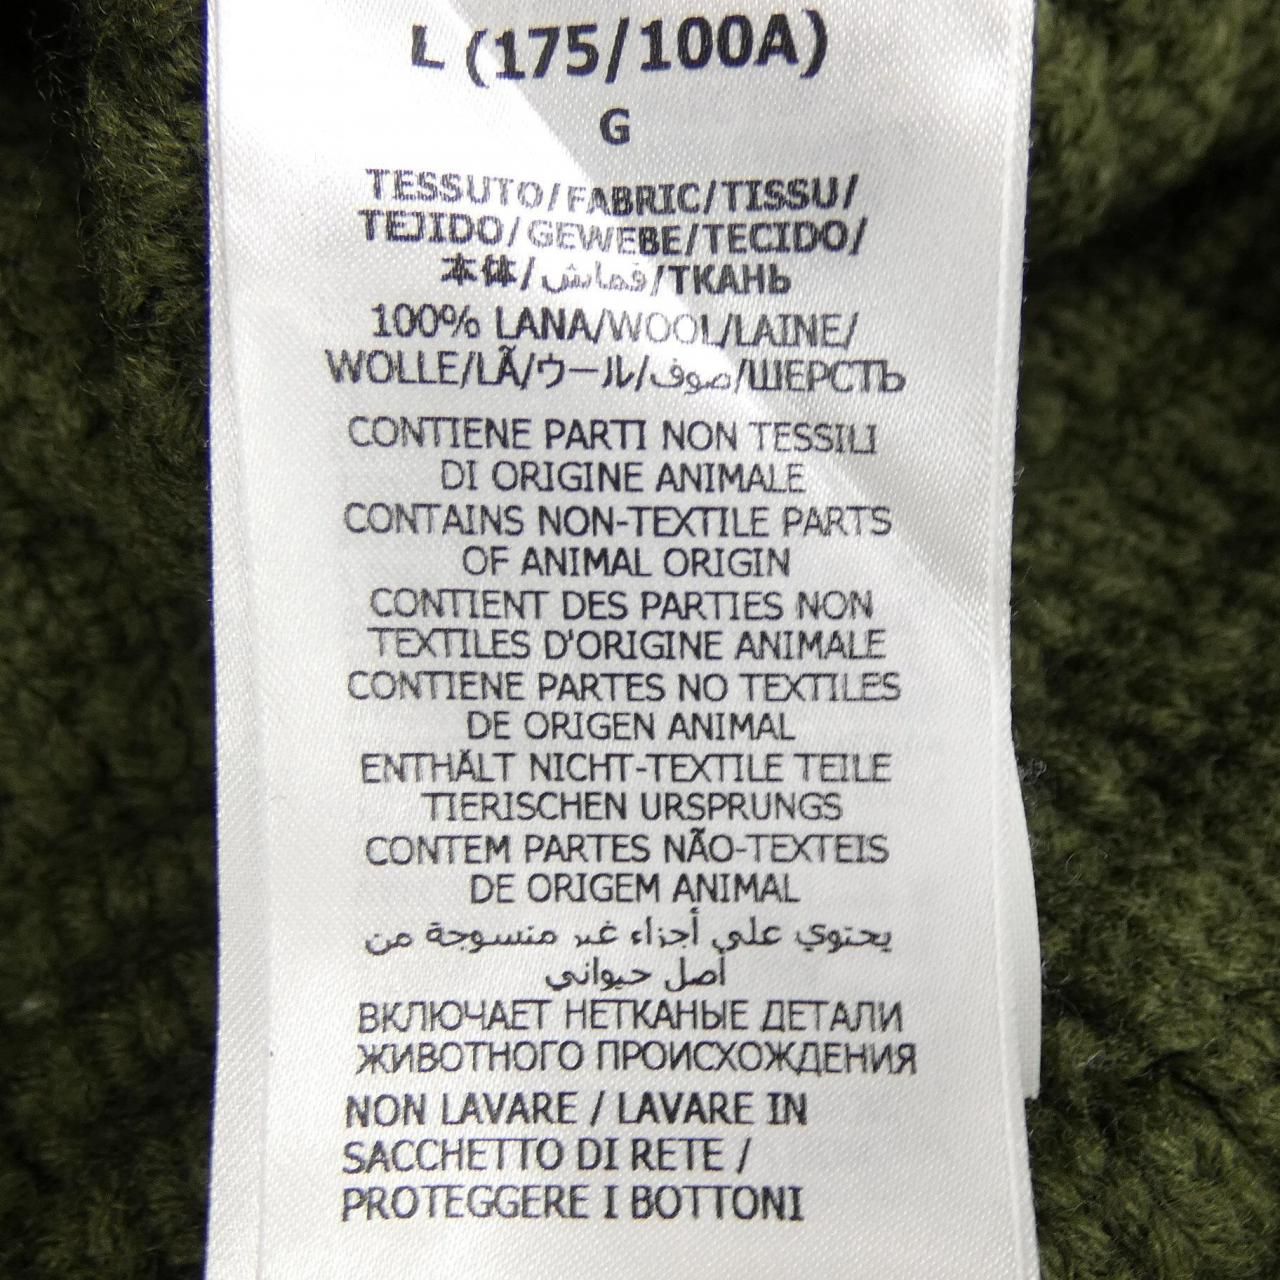 L (175/100A)
G
TESSUTO/FABRIC/TISSU/
TEJIDO/GEWEBE/TECIDO/
本体/قماش/ТКАНЬ
100% LANA/WOOL/LAINE/
WOLLE/LÃ/ウール/صوف/ШЕРСТЬ
CONTIENE PARTI NON TESSILI
DI ORIGINE ANIMALE
CONTAINS NON-TEXTILE PARTS
OF ANIMAL ORIGIN
CONTIENT DES PARTIES NON
TEXTILES D'ORIGINE ANIMALE
CONTIENE PARTES NO TEXTILES
DE ORIGEN ANIMAL
ENTHÄLT NICHT-TEXTILE TEILE
TIERISCHEN URSPRUNGS
CONTEM PARTES NÃO-TEXTEIS
DE ORIGEM ANIMAL
يحتوي على أجزاء غير منسوجة من
أصل حيواني
ВКЛЮЧАЕТ НЕТКАНЫЕ ДЕТАЛИ
ЖИВОТНОГО ПРОИСХОЖДЕНИЯ
NON LAVARE / LAVARE IN
SACCHETTO DI RETE /
PROTEGGERE I BOTTONI